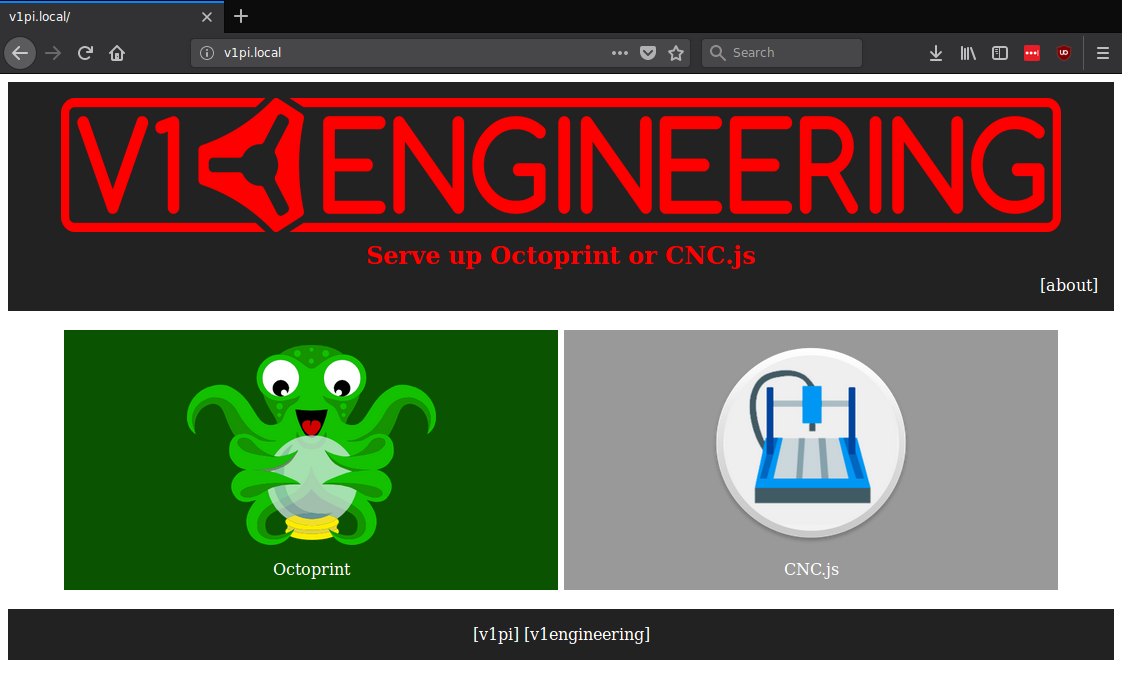 v1pi.local/
v1pi.local
Search
V1 ENGINEERING
Serve up Octoprint or CNC.js
[about]
Octoprint
CNC.js
[v1pi] [v1engineering]